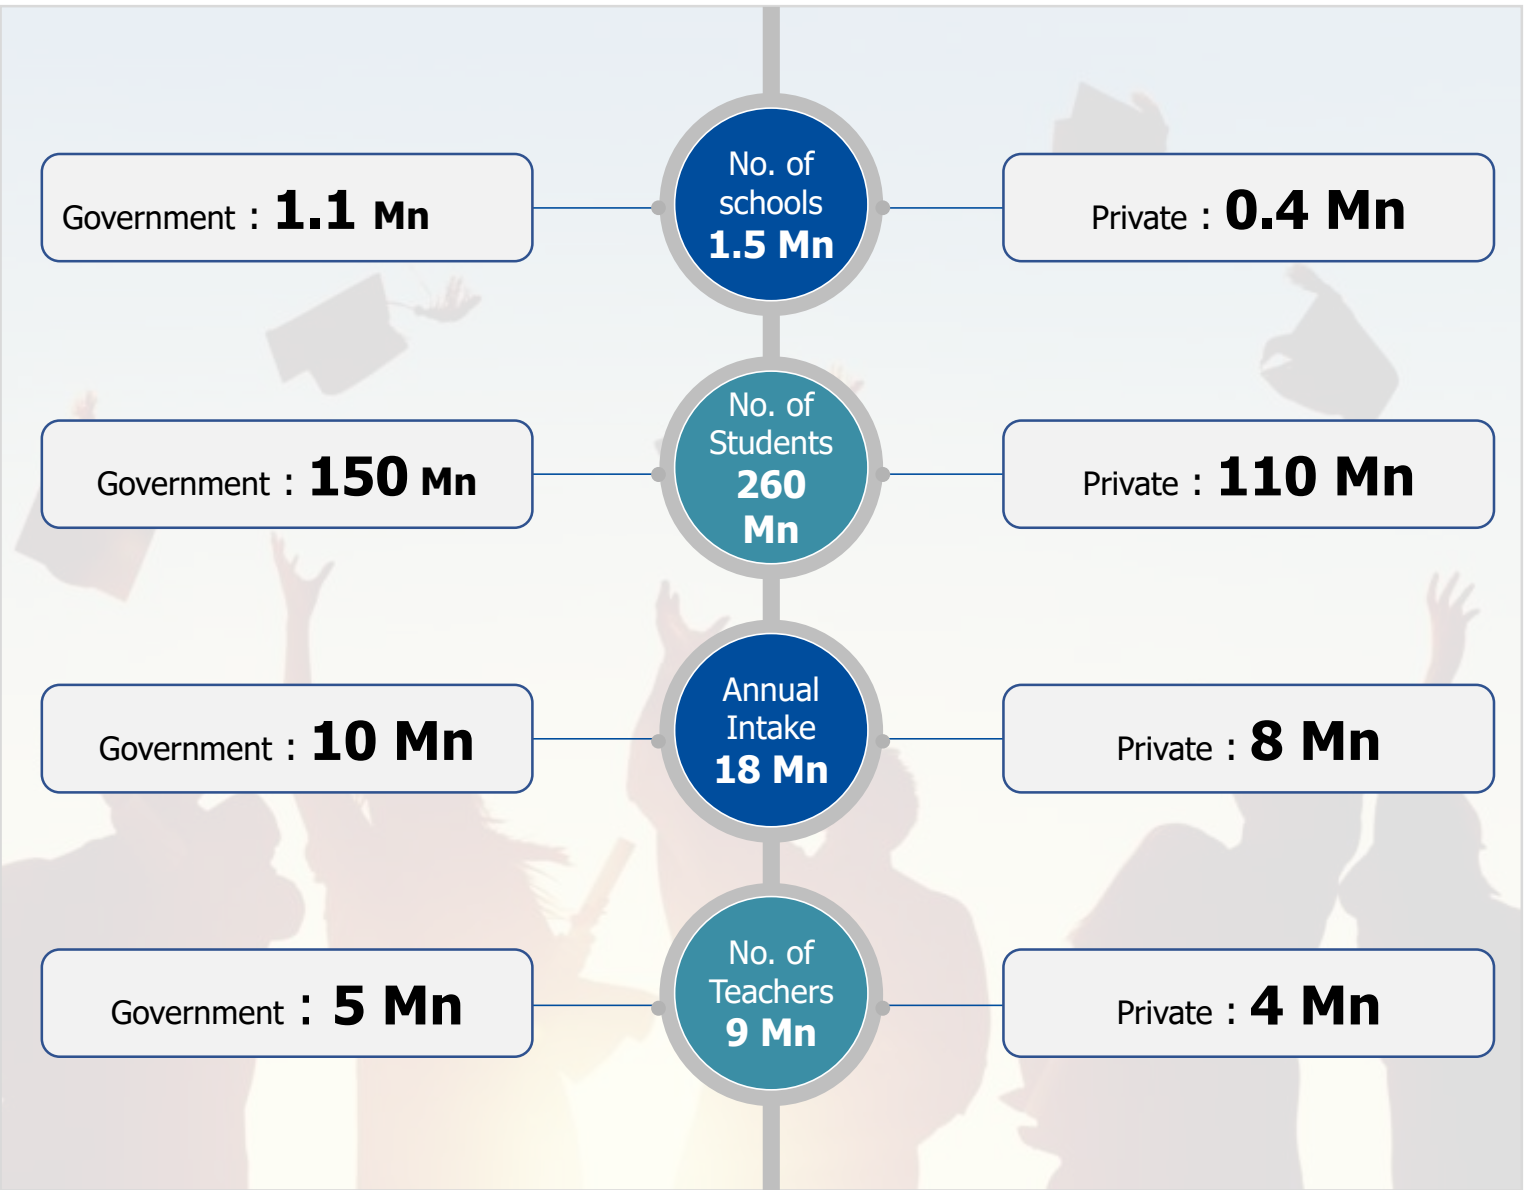 No. of
schools
1.5 Mn
Government : 1.1 Mn
Private : 0.4 Mn
No. of
Students
260
Mn
Government : 150 Mn
Private : 110 Mn
Annual
Intake
18 Mn
Government : 10 Mn
Private : 8 Mn
No. of
Teachers
9 Mn
Government : 5 Mn
Private : 4 Mn